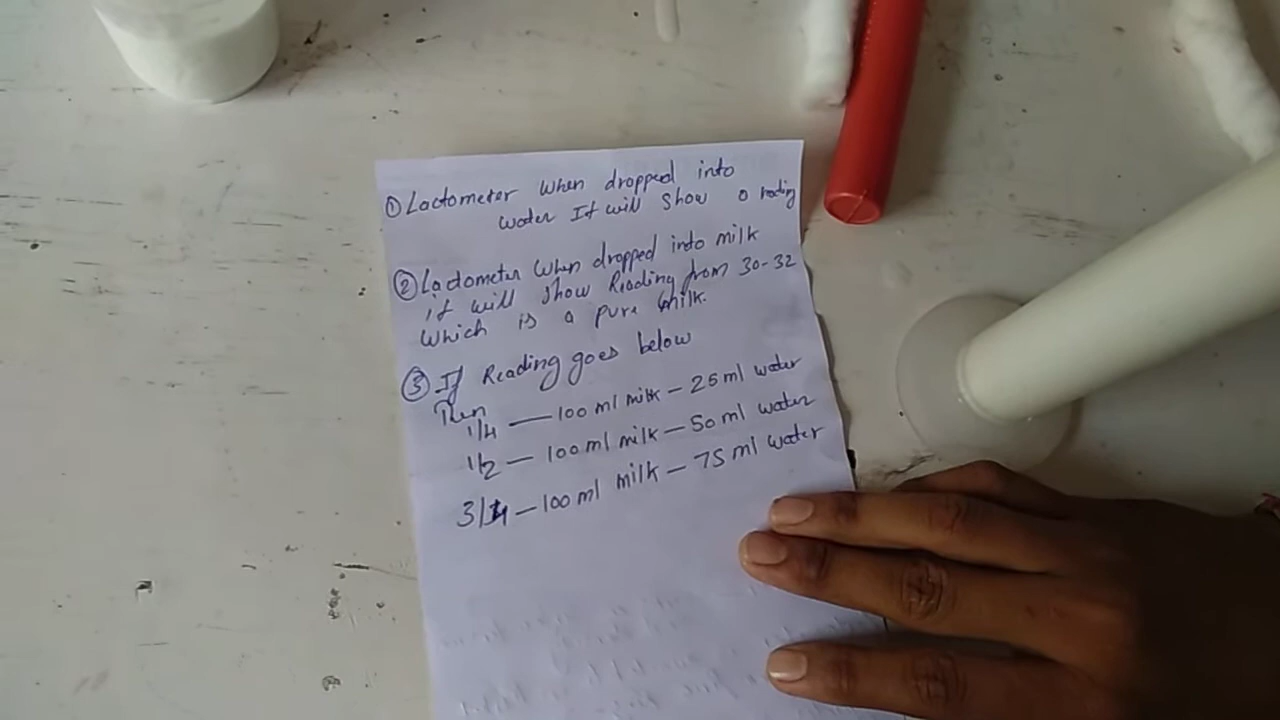 ① Lactometer When dropped into
water It will Show 0 reading
② Lactometer When dropped into milk
it will show Reading from 30-32
Which is a pure milk.
③ If Reading goes below
Then
1/4 — 100 ml milk — 25 ml water
1/2 — 100 ml milk — 50 ml water
3/4 — 100 ml milk — 75 ml water